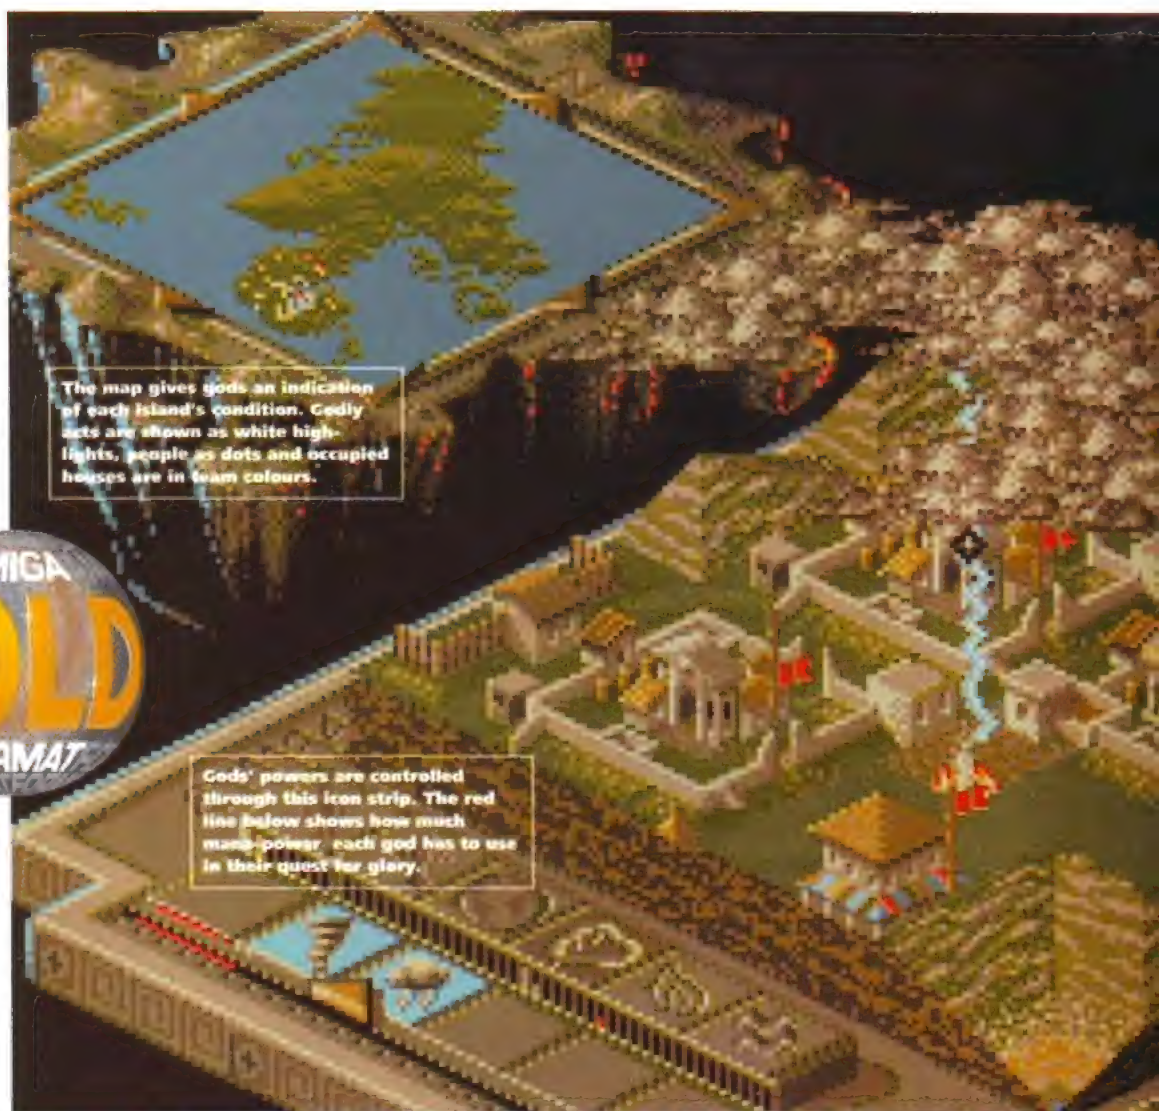 The map gives gods an indication
of each island's condition. Godly
acts are shown as white high-
lights, people as dots and occupied
houses are in team colours.
MIGA
OLD
AMAT
Gods' powers are controlled
through this icon strip. The red
line below shows how much
mana-power each god has to use
in their quest for glory.